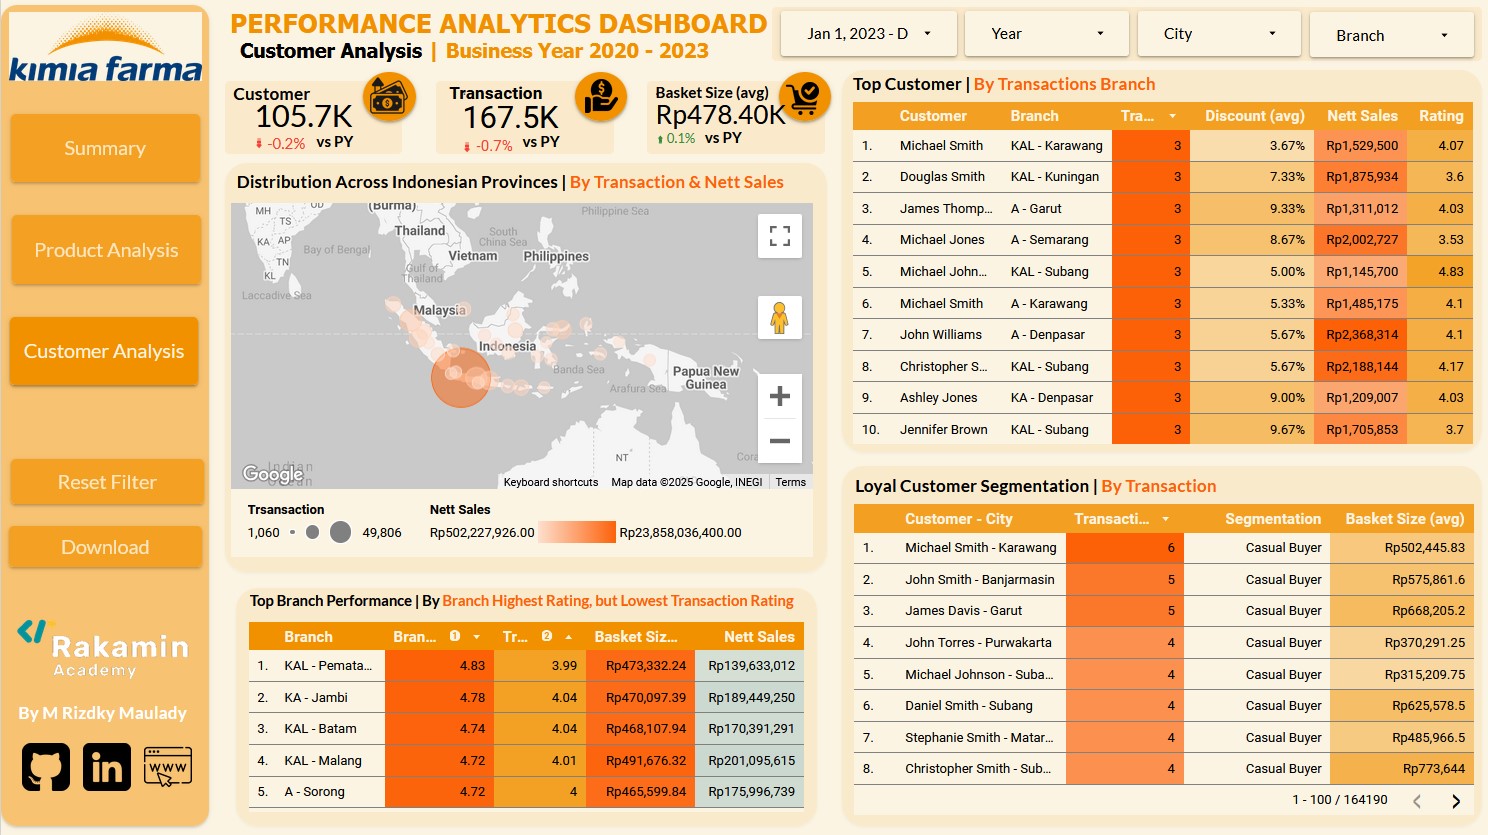 kimia farma
PERFORMANCE ANALYTICS DASHBOARD
Customer Analysis | Business Year 2020 - 2023
Jan 1, 2023 - D
Year
City
Branch
Summary
Product Analysis
Customer Analysis
Reset Filter
Download
Rakamin
Academy
By M Rizdky Maulady
in
WWW
Customer
105.7K
-0.2% vs PY
Transaction
167.5K
-0.7% vs PY
Basket Size (avg)
Rp478.40K
0.1% vs PY
Distribution Across Indonesian Provinces | By Transaction & Nett Sales
MH
TS
OD
(Burma)
KA AP
TN
KL
Bay of Bengal
Laccadive Sea
Thailand
Gulf of
Thailand
Vietnam
South
China Sea
Philippines
Philippine Sea
Malaysia
Indonesia
Banda Sea
Arafura Sea
Papua New
Guinea
NT
Cora
Indian
Google
Keyboard shortcuts Map data ©2025 Google, INEGI Terms
Trsansaction
1,060 49,806
Nett Sales
Rp502,227,926.00 Rp23,858,036,400.00
Top Branch Performance | By Branch Highest Rating, but Lowest Transaction Rating
Branch Bran... 1 Tr... 2 Basket Siz... Nett Sales
1. KAL - Pemata... 4.83 3.99 Rp473,332.24 Rp139,633,012
2. KA - Jambi 4.78 4.04 Rp470,097.39 Rp189,449,250
3. KAL - Batam 4.74 4.04 Rp468,107.94 Rp170,391,291
4. KAL - Malang 4.72 4.01 Rp491,676.32 Rp201,095,615
5. A - Sorong 4.72 4 Rp465,599.84 Rp175,996,739
Top Customer | By Transactions Branch
Customer Branch Tra... Discount (avg) Nett Sales Rating
1. Michael Smith KAL - Karawang 3 3.67% Rp1,529,500 4.07
2. Douglas Smith KAL - Kuningan 3 7.33% Rp1,875,934 3.6
3. James Thomp... A - Garut 3 9.33% Rp1,311,012 4.03
4. Michael Jones A - Semarang 3 8.67% Rp2,002,727 3.53
5. Michael John... KAL - Subang 3 5.00% Rp1,145,700 4.83
6. Michael Smith A - Karawang 3 5.33% Rp1,485,175 4.1
7. John Williams A - Denpasar 3 5.67% Rp2,368,314 4.1
8. Christopher S... KAL - Subang 3 5.67% Rp2,188,144 4.17
9. Ashley Jones KA - Denpasar 3 9.00% Rp1,209,007 4.03
10. Jennifer Brown KAL - Subang 3 9.67% Rp1,705,853 3.7
Loyal Customer Segmentation | By Transaction
Customer - City Transacti... Segmentation Basket Size (avg)
1. Michael Smith - Karawang 6 Casual Buyer Rp502,445.83
2. John Smith - Banjarmasin 5 Casual Buyer Rp575,861.6
3. James Davis - Garut 5 Casual Buyer Rp668,205.2
4. John Torres - Purwakarta 4 Casual Buyer Rp370,291.25
5. Michael Johnson - Suba... 4 Casual Buyer Rp315,209.75
6. Daniel Smith - Subang 4 Casual Buyer Rp625,578.5
7. Stephanie Smith - Matar... 4 Casual Buyer Rp485,966.5
8. Christopher Smith - Sub... 4 Casual Buyer Rp773,644
1 - 100 / 164190